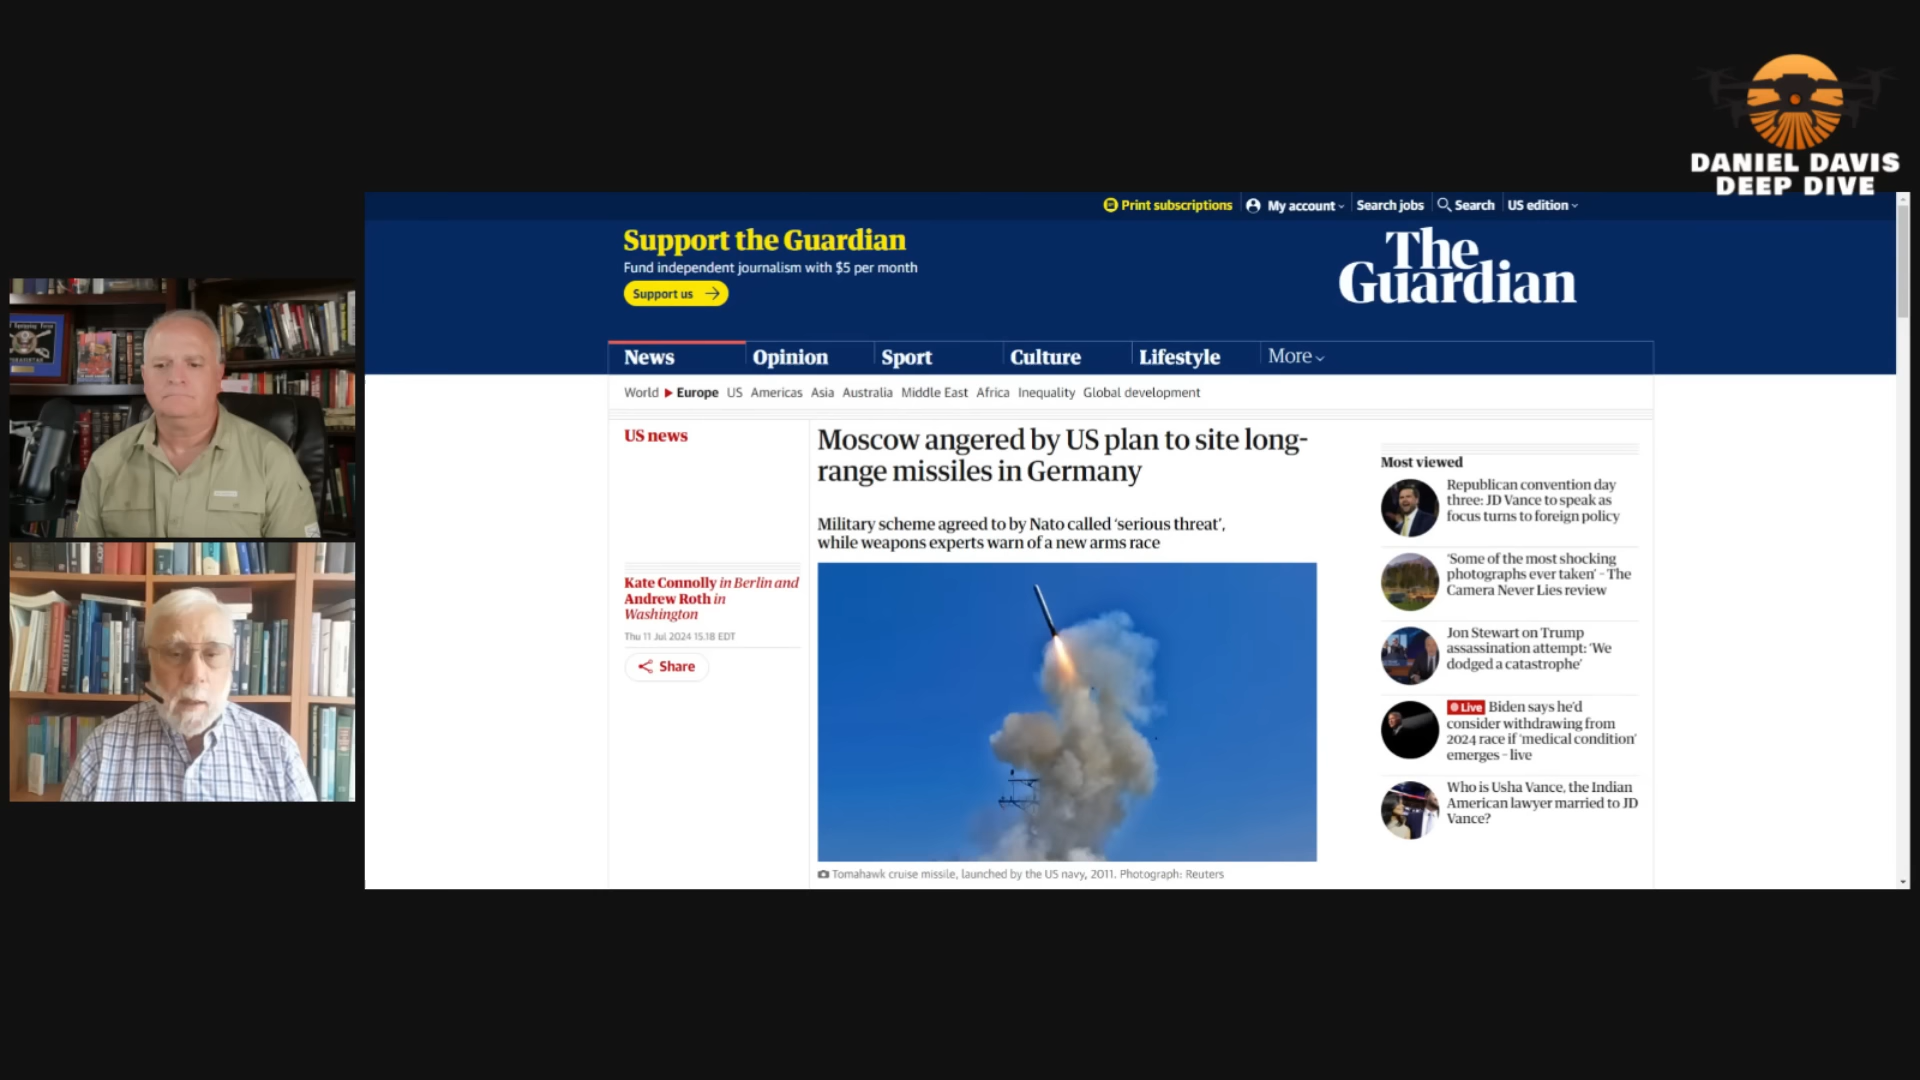 DANIEL DAVIS
DEEP DIVE
Print subscriptions
My account
Search jobs
Search
US edition
Support the Guardian
Fund independent journalism with $5 per month
Support us
The
Guardian
News
Opinion
Sport
Culture
Lifestyle
More
World
Europe
US
Americas
Asia
Australia
Middle East
Africa
Inequality
Global development
US news
Moscow angered by US plan to site long-
range missiles in Germany
Military scheme agreed to by Nato called ‘serious threat’,
while weapons experts warn of a new arms race
Kate Connolly in Berlin and
Andrew Roth in
Washington
Thu 11 Jul 2024 15.18 EDT
Share
Tomahawk cruise missile, launched by the US navy, 2011. Photograph: Reuters
Most viewed
Republican convention day
three: JD Vance to speak as
focus turns to foreign policy
‘Some of the most shocking
photographs ever taken’ – The
Camera Never Lies review
Jon Stewart on Trump
assassination attempt: ‘We
dodged a catastrophe’
Live Biden says he’d
consider withdrawing from
2024 race if ‘medical condition’
emerges – live
Who is Usha Vance, the Indian
American lawyer married to JD
Vance?